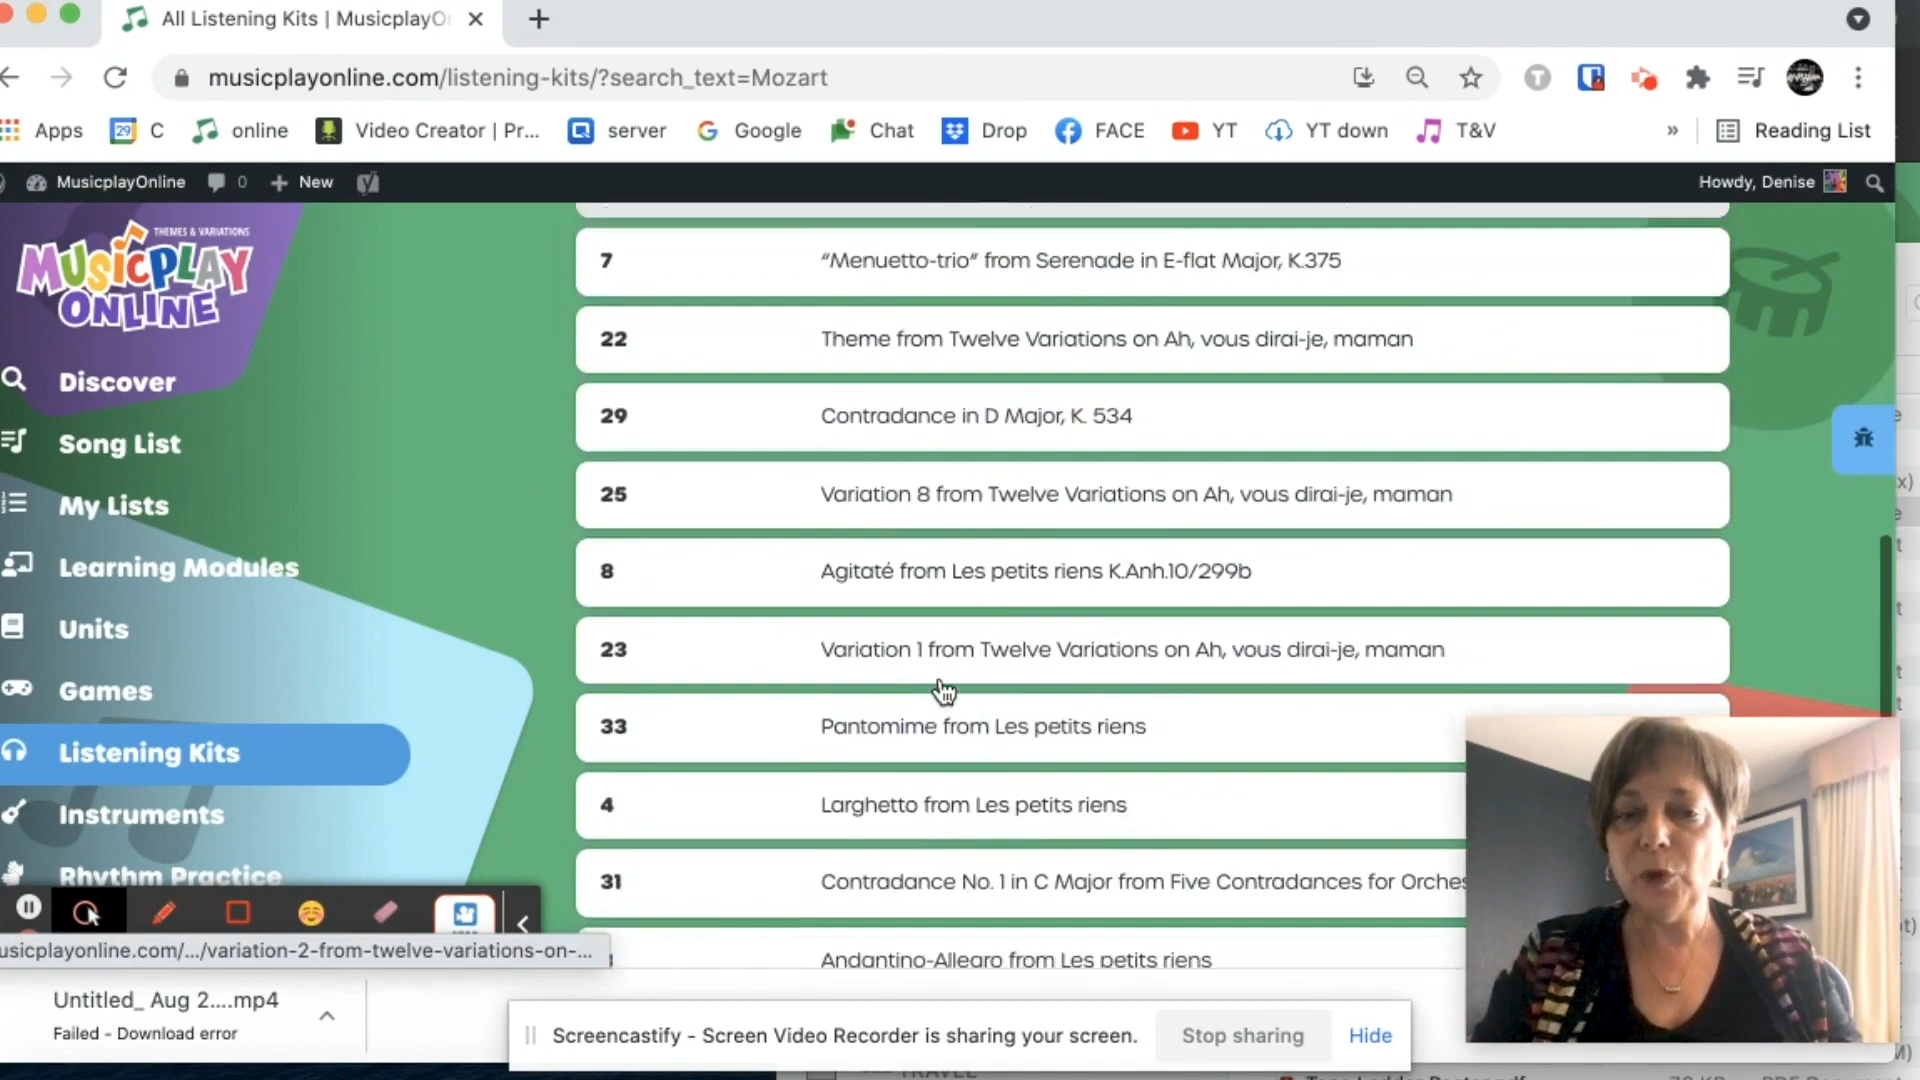 All Listening Kits | MusicplayOn
musicplayonline.com/listening-kits/?search_text=Mozart
Apps
29
C
online
Video Creator | Pr...
server
Google
Chat
Drop
FACE
YT
YT down
T&V
»
Reading List
MusicplayOnline
0
New
Howdy, Denise
THEMES & VARIATIONS
MUSICPLAY
ONLINE
Discover
Song List
My Lists
Learning Modules
Units
Games
Listening Kits
Instruments
Rhythm Practice
7 “Menuetto-trio” from Serenade in E-flat Major, K.375
22 Theme from Twelve Variations on Ah, vous dirai-je, maman
29 Contradance in D Major, K. 534
25 Variation 8 from Twelve Variations on Ah, vous dirai-je, maman
8 Agitaté from Les petits riens K.Anh.10/299b
23 Variation 1 from Twelve Variations on Ah, vous dirai-je, maman
33 Pantomime from Les petits riens
4 Larghetto from Les petits riens
31 Contradance No. 1 in C Major from Five Contradances for Orches
Andantino-Allegro from Les petits riens
usicplayonline.com/.../variation-2-from-twelve-variations-on-...
Untitled_ Aug 2....mp4
Failed - Download error
Screencastify - Screen Video Recorder is sharing your screen.
Stop sharing
Hide